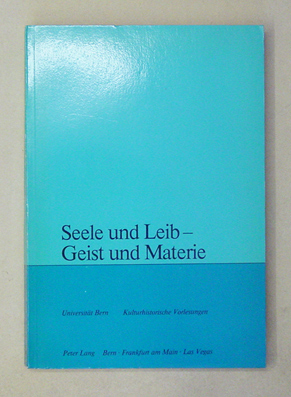 Seele und Leib –
Geist und Materie
Universität Bern Kulturhistorische Vorlesungen
Peter Lang Bern · Frankfurt am Main · Las Vegas